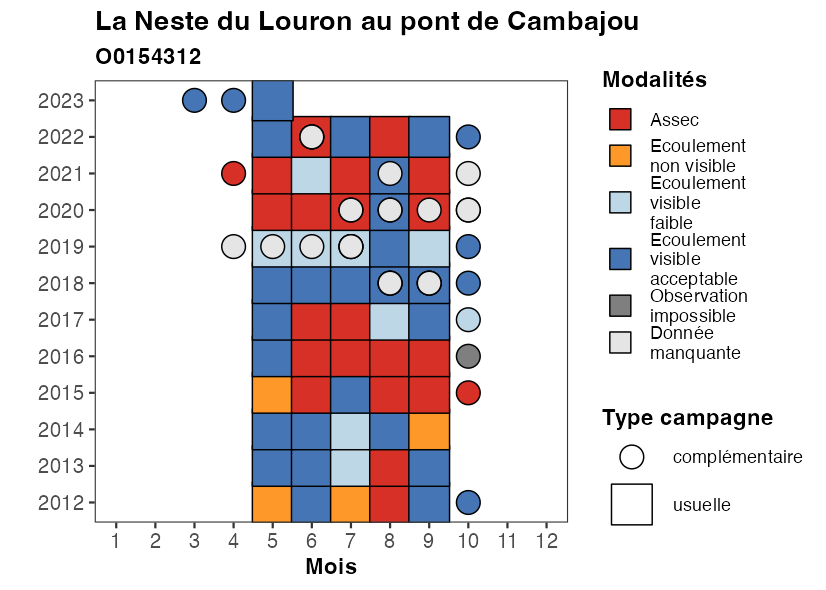 La Neste du Louron au pont de Cambajou
O0154312
2023
2022
2021
2020
2019
2018
2017
2016
2015
2014
2013
2012
1 2 3 4 5 6 7 8 9 10 11 12
Mois
Modalités
Assec
Ecoulement
non visible
Ecoulement
visible
faible
Ecoulement
visible
acceptable
Observation
impossible
Donnée
manquante
Type campagne
complémentaire
usuelle